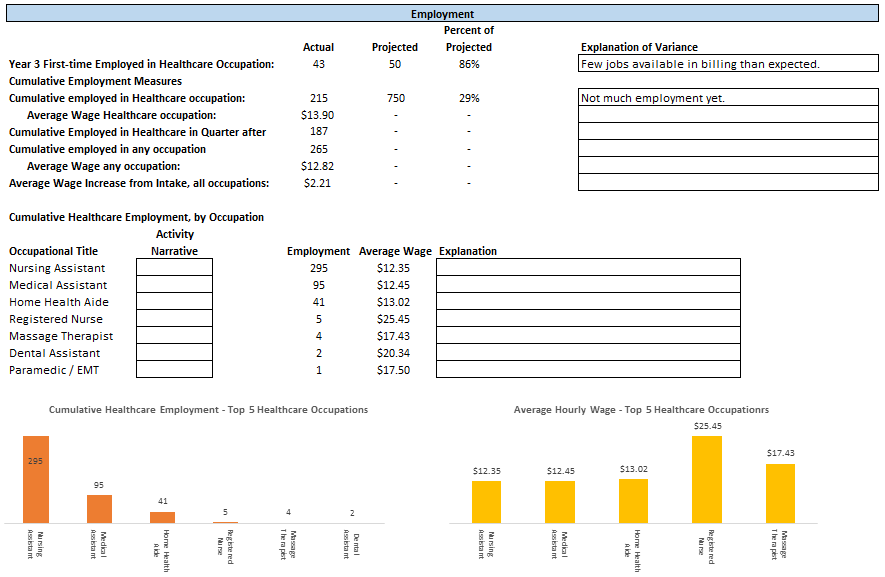 Employment
Percent of
Actual Projected Projected Explanation of Variance
Year 3 First-time Employed in Healthcare Occupation: 43 50 86% Few jobs available in billing than expected.
Cumulative Employment Measures
Cumulative employed in Healthcare occupation: 215 750 29% Not much employment yet.
Average Wage Healthcare occupation: $13.90 - -
Cumulative Employed in Healthcare in Quarter after 187 - -
Cumulative employed in any occupation 265 - -
Average Wage any occupation: $12.82 - -
Average Wage Increase from Intake, all occupations: $2.21 - -
Cumulative Healthcare Employment, by Occupation
Activity
Occupational Title Narrative Employment Average Wage Explanation
Nursing Assistant 295 $12.35
Medical Assistant 95 $12.45
Home Health Aide 41 $13.02
Registered Nurse 5 $25.45
Massage Therapist 4 $17.43
Dental Assistant 2 $20.34
Paramedic / EMT 1 $17.50
Cumulative Healthcare Employment - Top 5 Healthcare Occupations
295
95
41
5
4
2
Nursing
Assistant
Medical
Assistant
Home Health
Aide
Registered
Nurse
Massage
Therapist
Dental
Assistant
Average Hourly Wage - Top 5 Healthcare Occupationrs
$12.35
$12.45
$13.02
$25.45
$17.43
Nursing
Assistant
Medical
Assistant
Home Health
Aide
Registered
Nurse
Massage
Therapist